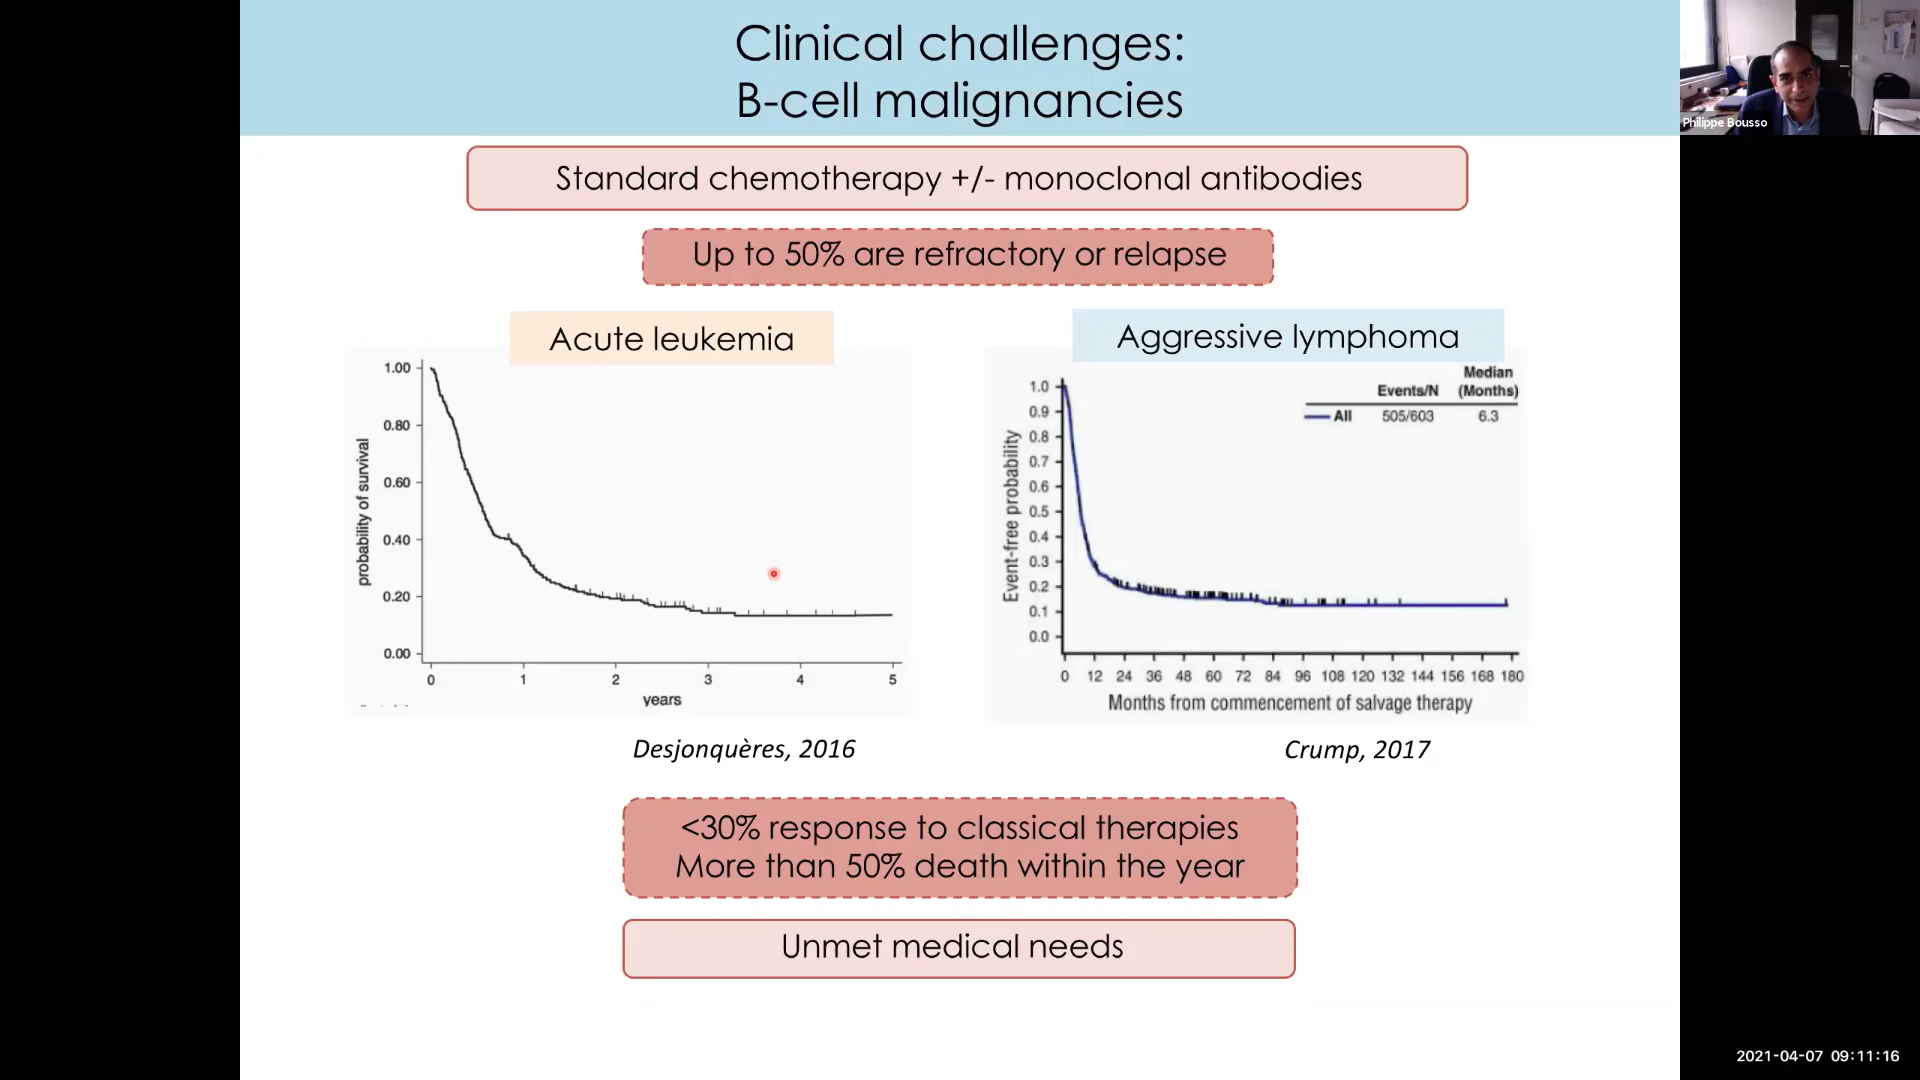 Clinical challenges:
B-cell malignancies
Philippe Bousso
Standard chemotherapy +/- monoclonal antibodies
Up to 50% are refractory or relapse
Acute leukemia
1.00
0.80
0.60
0.40
0.20
0.00
probability of survival
0 1 2 3 4 5
years
Desjonquères, 2016
Aggressive lymphoma
Median
Events/N (Months)
All 505/603 6.3
1.0
0.9
0.8
0.7
0.6
0.5
0.4
0.3
0.2
0.1
0.0
Event-free probability
0 12 24 36 48 60 72 84 96 108 120 132 144 156 168 180
Months from commencement of salvage therapy
Crump, 2017
<30% response to classical therapies
More than 50% death within the year
Unmet medical needs
2021-04-07 09:11:16